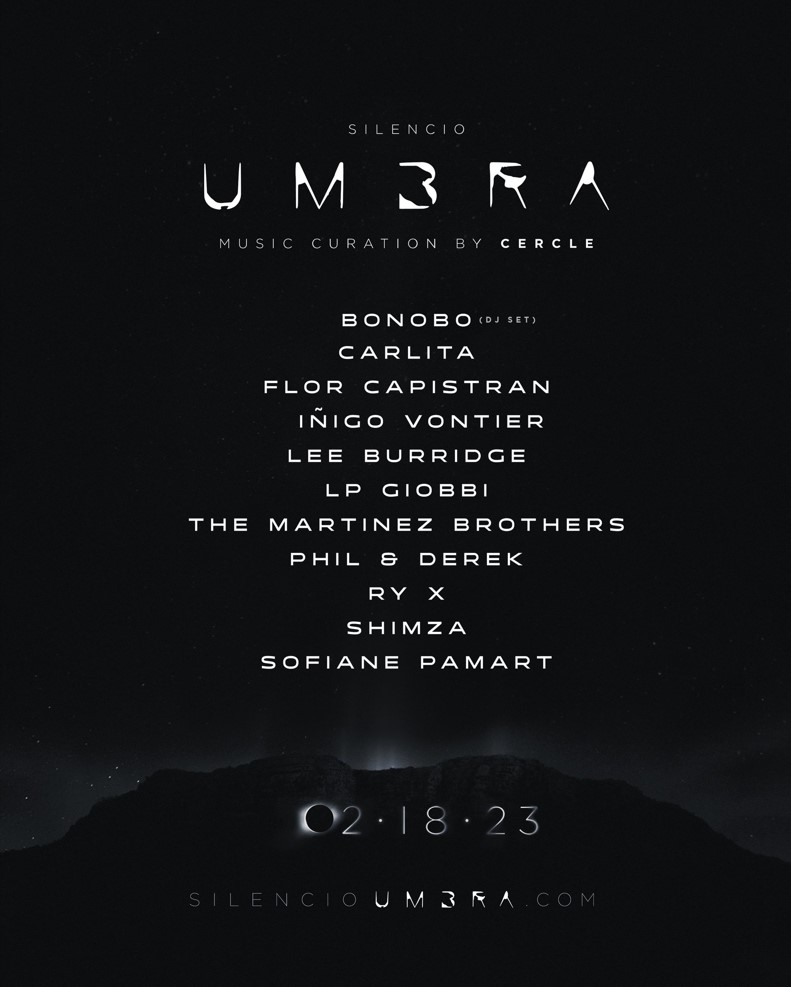 SILENCIO
UMBRA
MUSIC CURATION BY CERCLE
BONOBO (DJ SET)
CARLITA
FLOR CAPISTRAN
IÑIGO VONTIER
LEE BURRIDGE
LP GIOBBI
THE MARTINEZ BROTHERS
PHIL & DEREK
RY X
SHIMZA
SOFIANE PAMART
02·18·23
SILENCIOUMBRA.COM